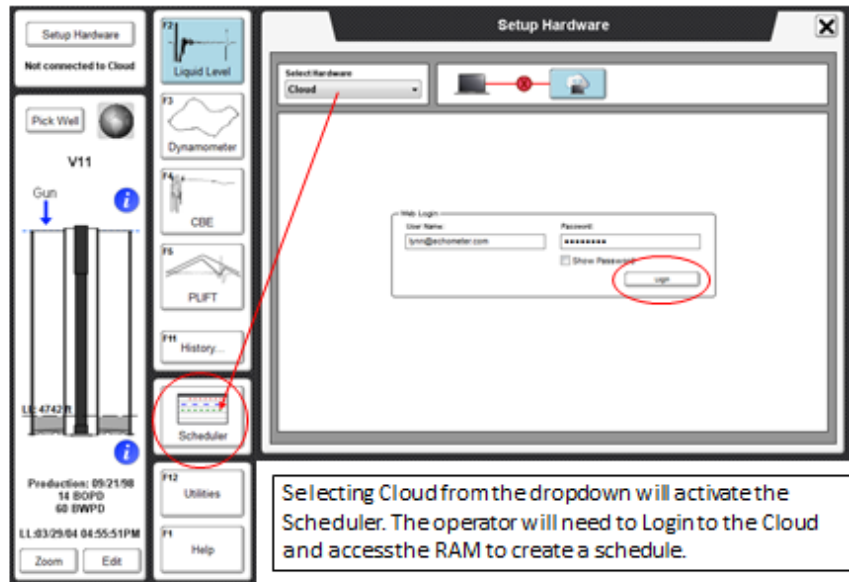 Setup Hardware
Not connected to Cloud
Pick Well
V11
Gun
LL: 4742 ft
Production: 09/21/98
14 BOPD
60 BWPD
LL:03/29/04 04:55:51PM
Zoom Edit
F2
Liquid Level
F3
Dynamometer
F4
CBE
F5
PLIFT
F11
History...
Scheduler
F12
Utilities
F1
Help
Setup Hardware
Select Hardware
Cloud
Web Login
User Name: Password:
lynn@echometer.com ********
Show Password
Login
Selecting Cloud from the dropdown will activate the
Scheduler. The operator will need to Login to the Cloud
and access the RAM to create a schedule.